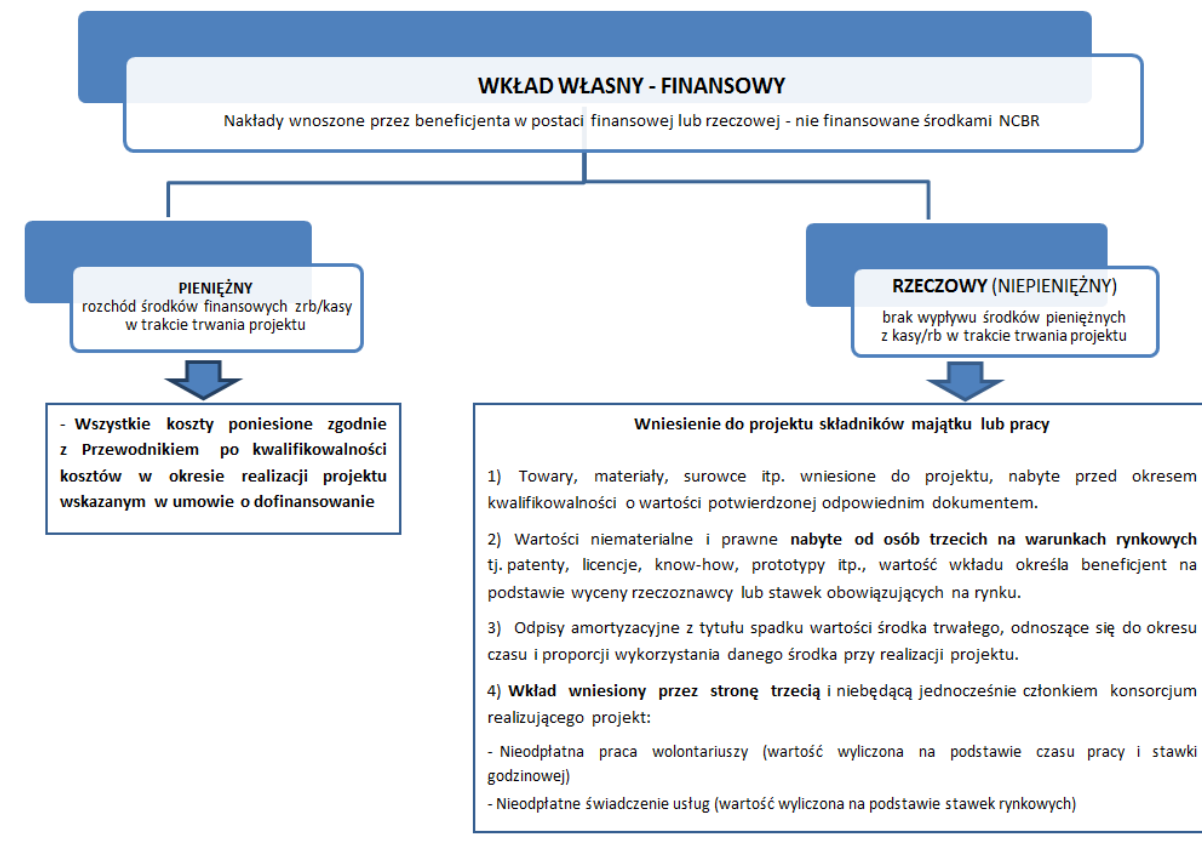 WKŁAD WŁASNY - FINANSOWY
Nakłady wnoszone przez beneficjenta w postaci finansowej lub rzeczowej - nie finansowane środkami NCBR
PIENIĘŻNY
rozchód środków finansowych zrb/kasy
w trakcie trwania projektu
RZECZOWY (NIEPIENIĘŻNY)
brak wypływu środków pieniężnych
z kasy/rb w trakcie trwania projektu
- Wszystkie koszty poniesione zgodnie
z Przewodnikiem po kwalifikowalności
kosztów w okresie realizacji projektu
wskazanym w umowie o dofinansowanie
Wniesienie do projektu składników majątku lub pracy
1) Towary, materiały, surowce itp. wniesione do projektu, nabyte przed okresem
kwalifikowalności o wartości potwierdzonej odpowiednim dokumentem.
2) Wartości niematerialne i prawne nabyte od osób trzecich na warunkach rynkowych
tj. patenty, licencje, know-how, prototypy itp., wartość wkładu określa beneficjent na
podstawie wyceny rzeczoznawcy lub stawek obowiązujących na rynku.
3) Odpisy amortyzacyjne z tytułu spadku wartości środka trwałego, odnoszące się do okresu
czasu i proporcji wykorzystania danego środka przy realizacji projektu.
4) Wkład wniesiony przez stronę trzecią i niebędącą jednocześnie członkiem konsorcjum
realizującego projekt:
- Nieodpłatna praca wolontariuszy (wartość wyliczona na podstawie czasu pracy i stawki
godzinowej)
- Nieodpłatne świadczenie usług (wartość wyliczona na podstawie stawek rynkowych)